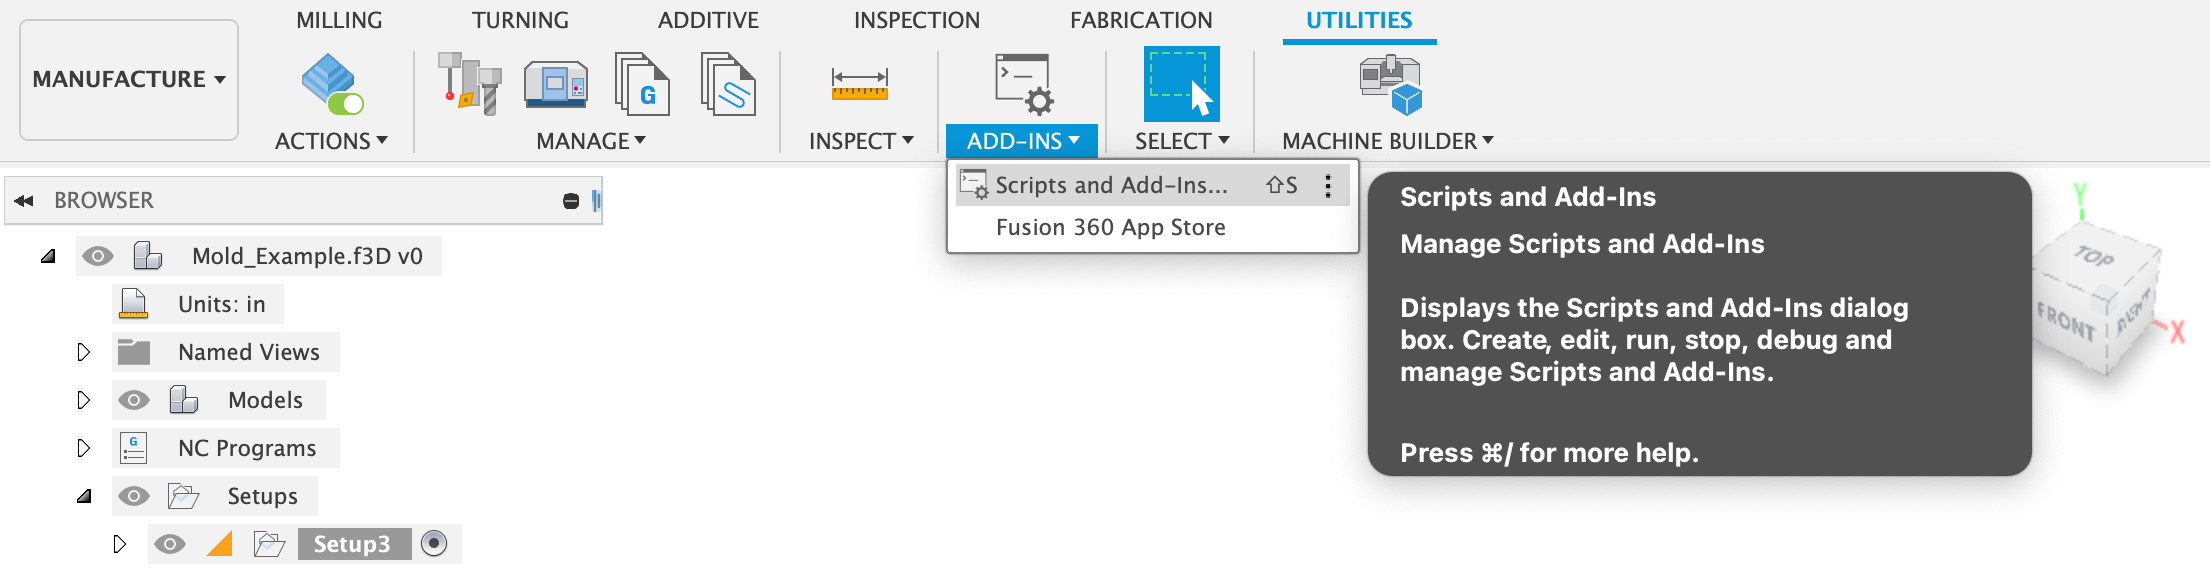 MILLING
TURNING
ADDITIVE
INSPECTION
FABRICATION
UTILITIES
MANUFACTURE
G
ACTIONS
MANAGE
INSPECT
ADD-INS
SELECT
MACHINE BUILDER
Scripts and Add-Ins... ⇧S
Fusion 360 App Store
Scripts and Add-Ins
Manage Scripts and Add-Ins
Displays the Scripts and Add-Ins dialog
box. Create, edit, run, stop, debug and
manage Scripts and Add-Ins.
Press ⌘/ for more help.
Y
TOP
FRONT
RIGHT
X
BROWSER
Mold_Example.f3D v0
Units: in
Named Views
Models
G
NC Programs
Setups
Setup3